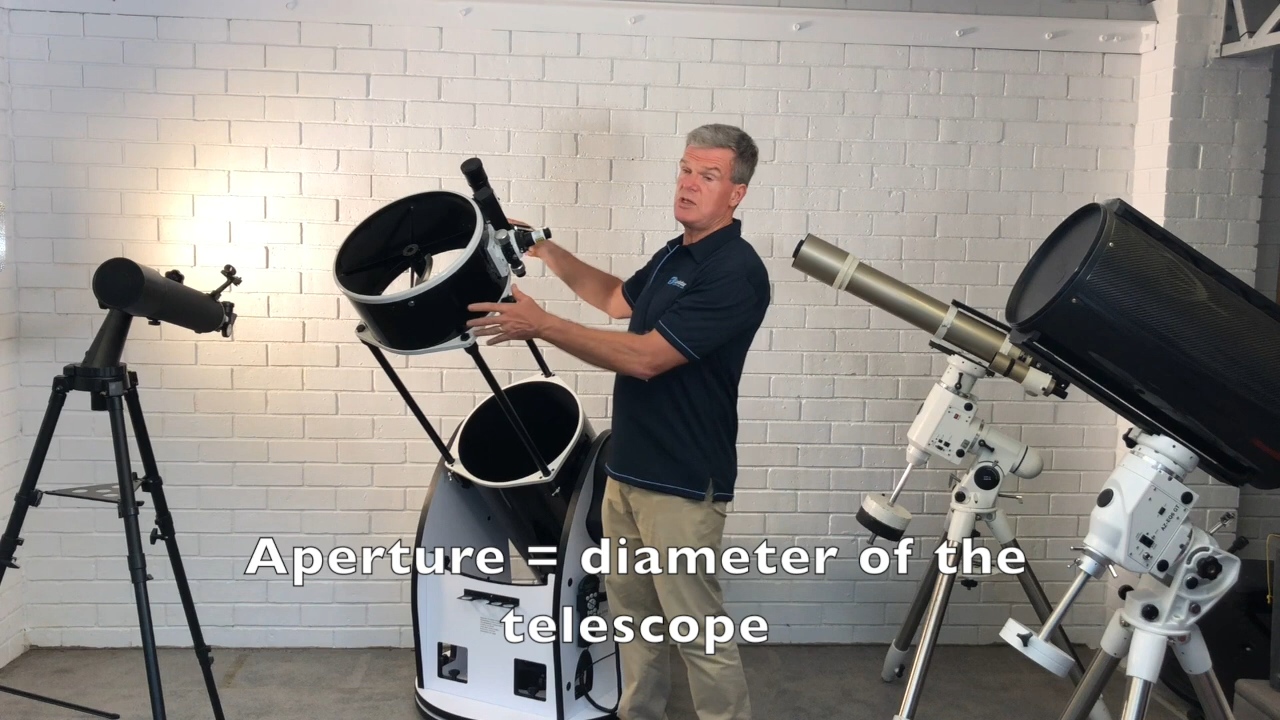 Aperture = diameter of the
telescope